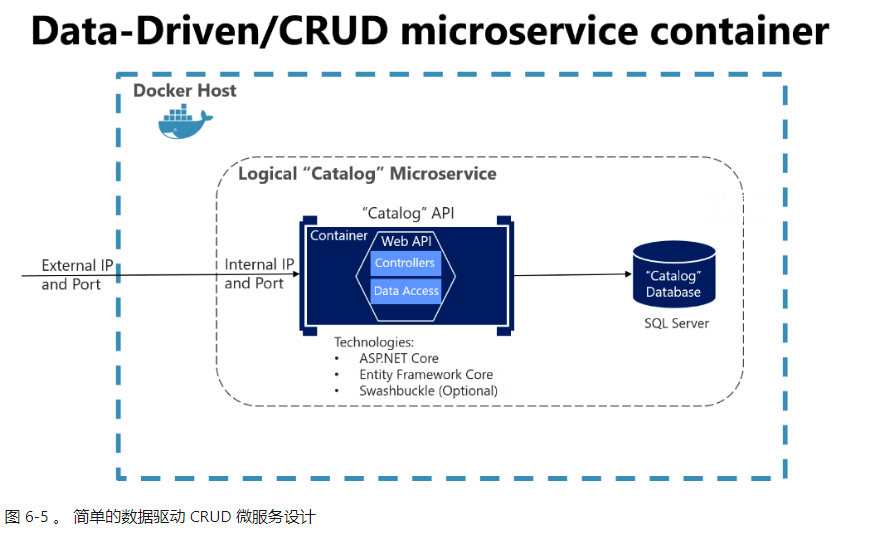 Data-Driven/CRUD microservice container
Docker Host
Logical “Catalog” Microservice
“Catalog” API
Container
Web API
Controllers
Data Access
External IP
and Port
Internal IP
and Port
“Catalog”
Database
SQL Server
Technologies:
• ASP.NET Core
• Entity Framework Core
• Swashbuckle (Optional)
图 6-5 。 简单的数据驱动 CRUD 微服务设计